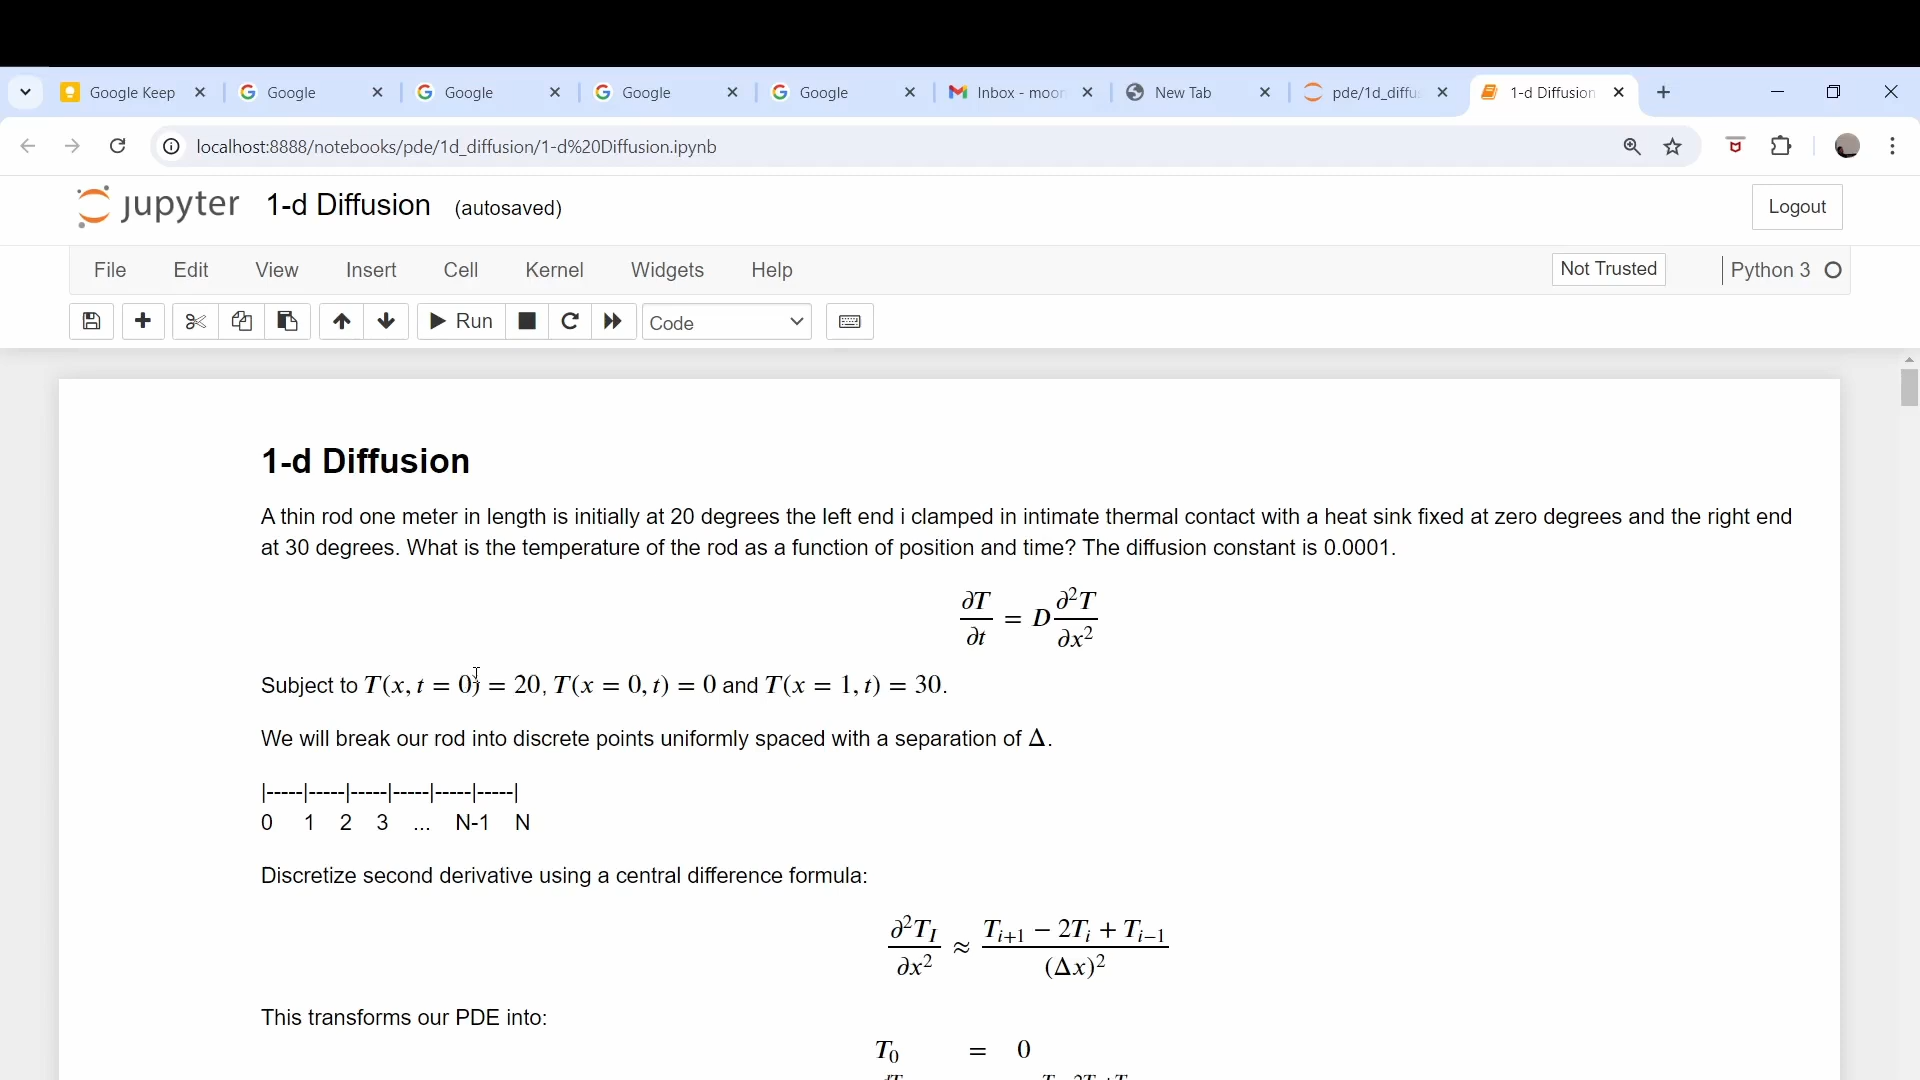 Google Keep Google Google Google Google Inbox - moon New Tab pde/1d_diffus 1-d Diffusion
localhost:8888/notebooks/pde/1d_diffusion/1-d%20Diffusion.ipynb
jupyter 1-d Diffusion (autosaved) Logout
File Edit View Insert Cell Kernel Widgets Help Not Trusted Python 3
Run Code
1-d Diffusion
A thin rod one meter in length is initially at 20 degrees the left end i clamped in intimate thermal contact with a heat sink fixed at zero degrees and the right end
at 30 degrees. What is the temperature of the rod as a function of position and time? The diffusion constant is 0.0001.
∂T/∂t = D ∂²T/∂x²
Subject to T(x, t = 0) = 20, T(x = 0, t) = 0 and T(x = 1, t) = 30.
We will break our rod into discrete points uniformly spaced with a separation of Δ.
|-----|-----|-----|-----|-----|-----|
0 1 2 3 ... N-1 N
Discretize second derivative using a central difference formula:
∂²T_I/∂x² ≈ (T_{i+1} − 2T_i + T_{i−1})/(Δx)²
This transforms our PDE into:
T_0 = 0